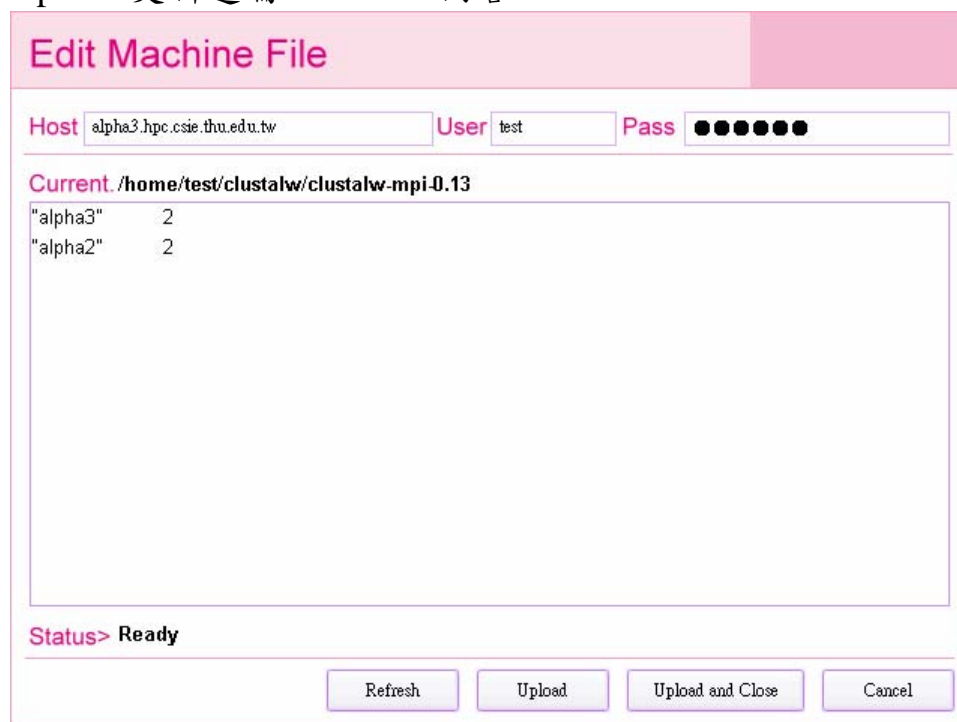 Edit Machine File
Host alpha3.hpc.csie.thu.edu.tw User test Pass ●●●●●●
Current. /home/test/clustalw/clustalw-mpi-0.13
"alpha3" 2
"alpha2" 2
Status> Ready
Refresh Upload Upload and Close Cancel